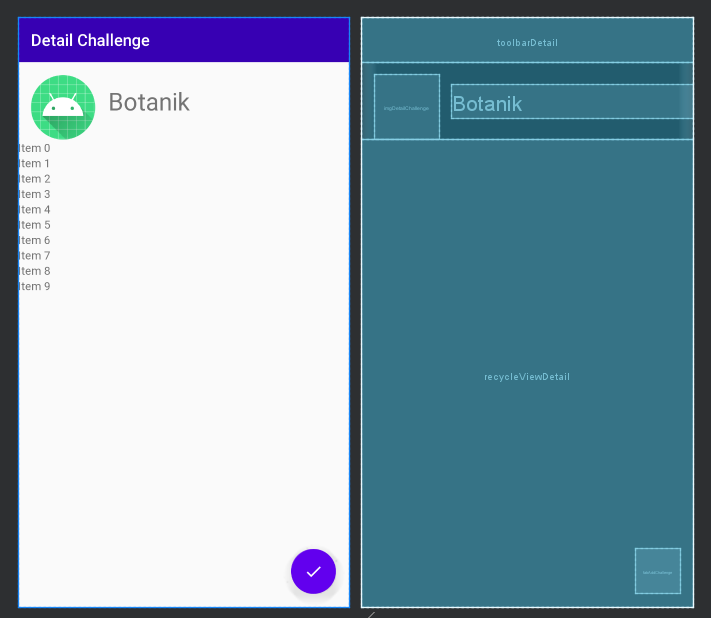 Detail Challenge
Botanik
Item 0
Item 1
Item 2
Item 3
Item 4
Item 5
Item 6
Item 7
Item 8
Item 9
toolbarDetail
imgDetailChallenge
Botanik
recycleViewDetail